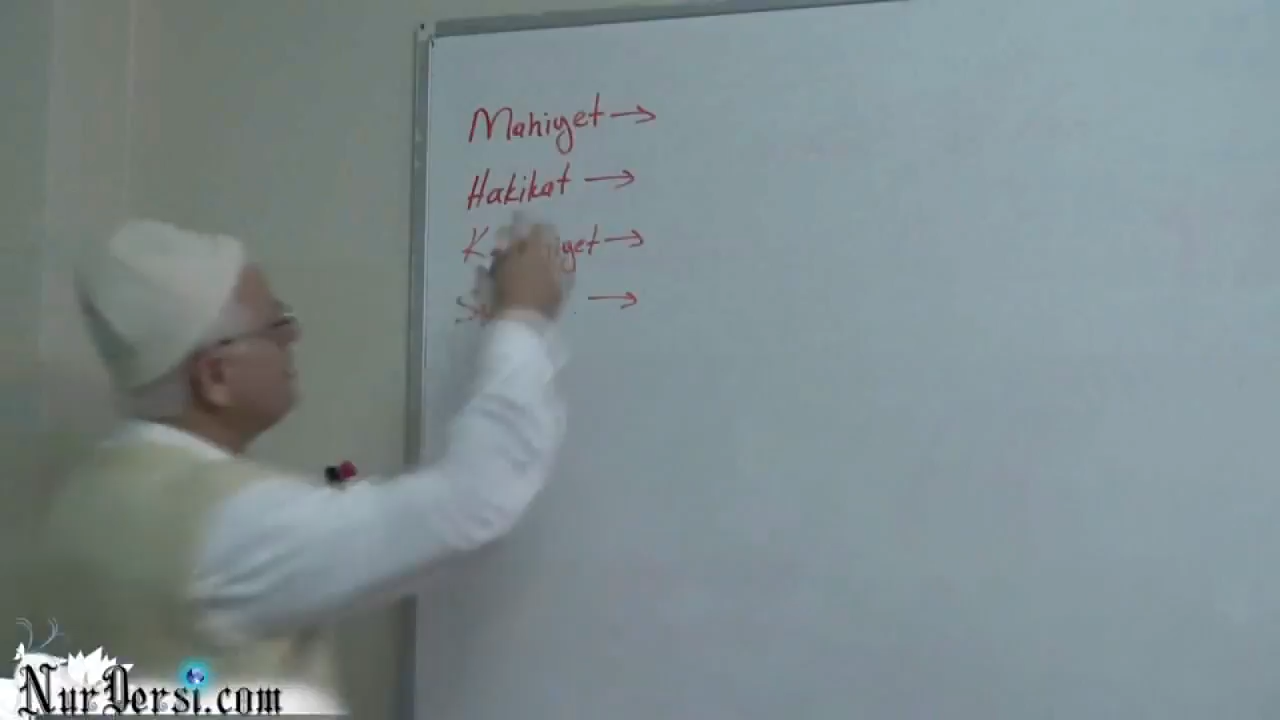 Mahiyet →
Hakikat →
→
→
NurDersi.com